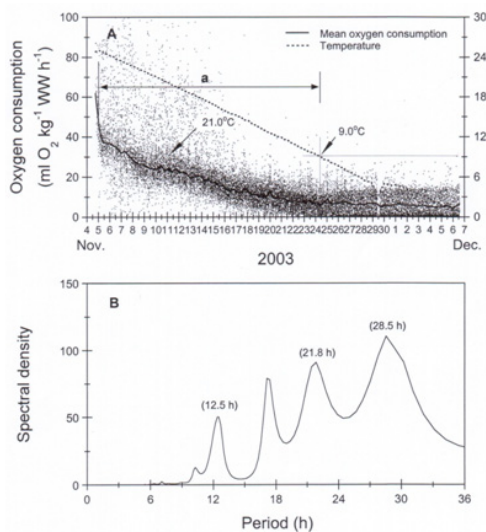 A
Mean oxygen consumption
Temperature
Oxygen consumption
(ml O2 kg-1 WW h-1)
100
80
60
40
20
0
30
24
18
12
6
0
a
21.0°C
9.0°C
4 5 6 7 8 9 10 11 12 13 14 15 16 17 18 19 20 21 22 23 24 25 26 27 28 29 30 1 2 3 4 5 6 7
Nov. Dec.
2003
B
Spectral density
150
100
50
0
(12.5 h)
(21.8 h)
(28.5 h)
0 6 12 18 24 30 36
Period (h)